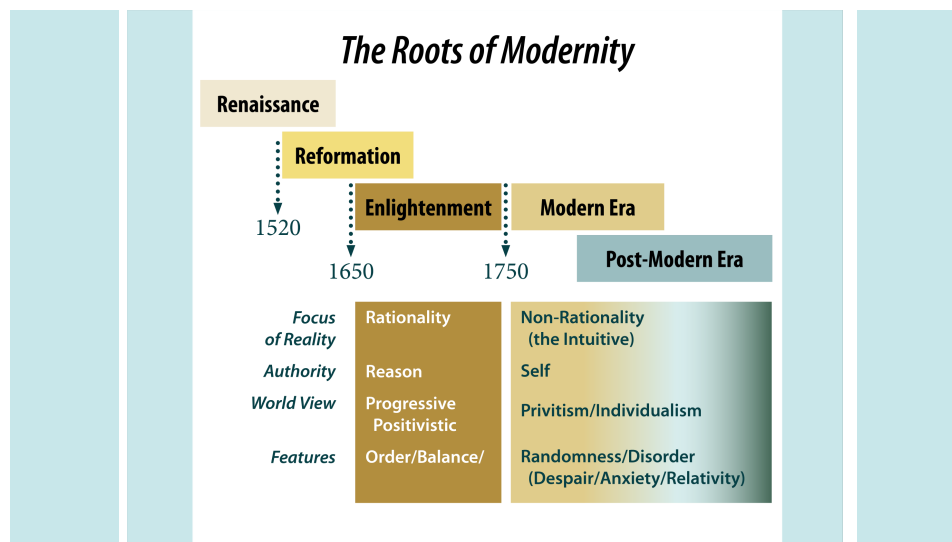 The Roots of Modernity
Renaissance
Reformation
Enlightenment
Modern Era
1520
Post-Modern Era
1650
1750
Focus
of Reality
Rationality
Non-Rationality
(the Intuitive)
Authority
Reason
Self
World View
Progressive
Positivistic
Privitism/Individualism
Features
Order/Balance/
Randomness/Disorder
(Despair/Anxiety/Relativity)